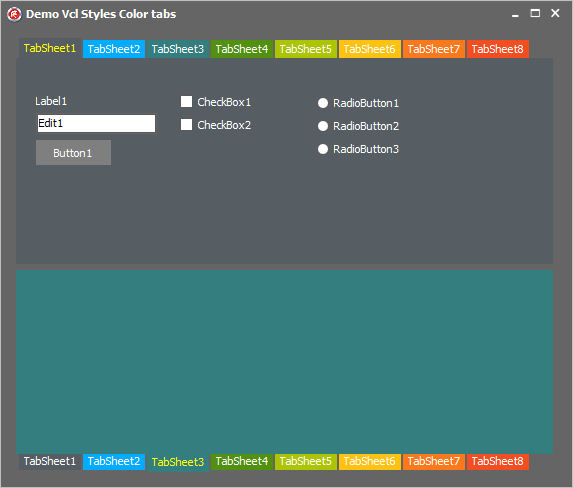 Demo Vcl Styles Color tabs
TabSheet1 TabSheet2 TabSheet3 TabSheet4 TabSheet5 TabSheet6 TabSheet7 TabSheet8
Label1 CheckBox1 RadioButton1
Edit1 CheckBox2 RadioButton2
Button1 RadioButton3
TabSheet1 TabSheet2 TabSheet3 TabSheet4 TabSheet5 TabSheet6 TabSheet7 TabSheet8